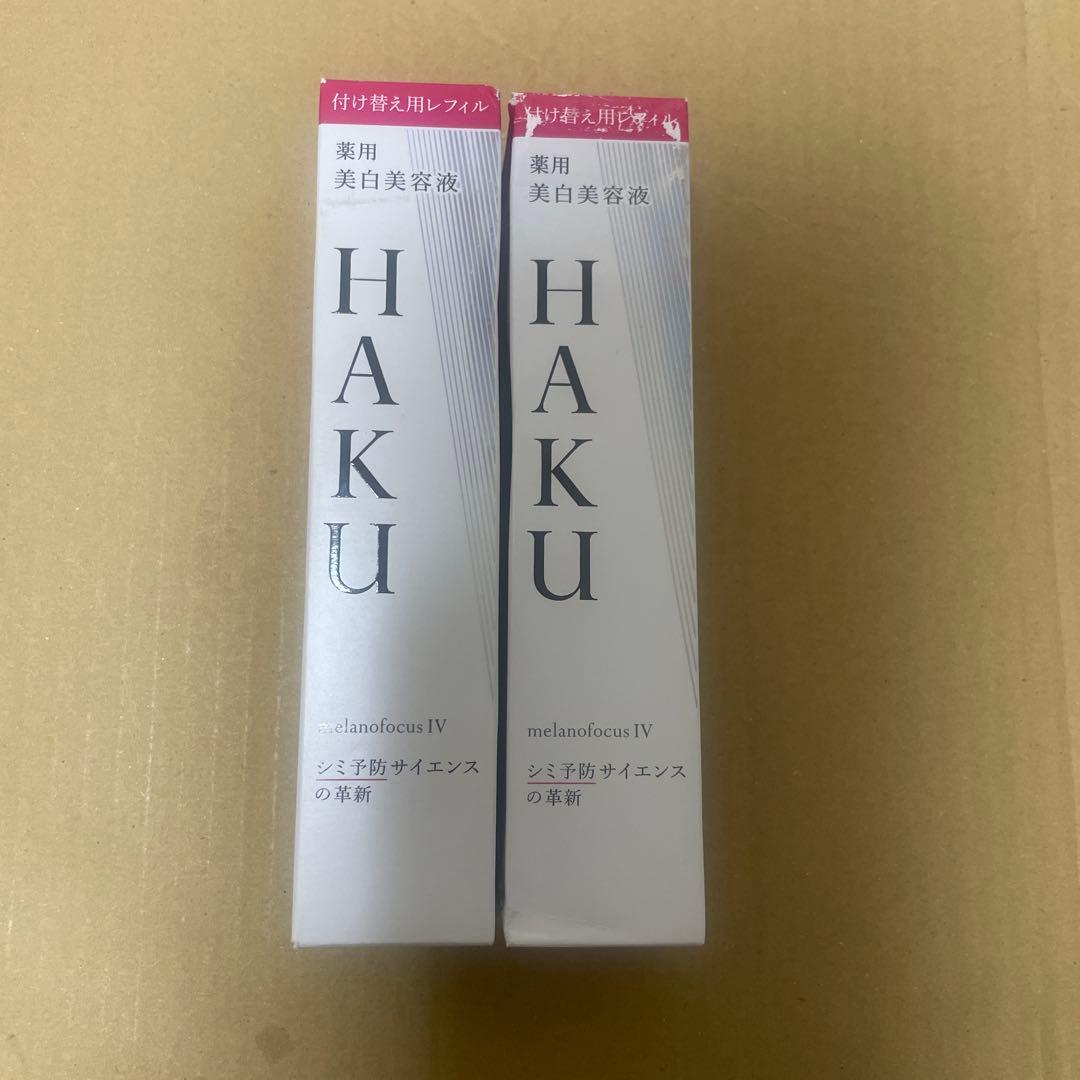 付け替え用レフィル
薬用
美白美容液
HAKU
melanofocus IV
シミ予防サイエンス
の革新
付け替え用レフィル
薬用
美白美容液
HAKU
melanofocus IV
シミ予防サイエンス
の革新